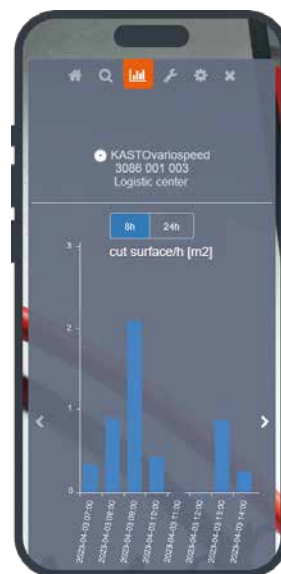 KASTOvariospeed
3086 001 003
Logistic center
8h 24h
cut surface/h [m2]
3
2
1
0
2023-04-03 07:00
2023-04-03 08:00
2023-04-03 09:00
2023-04-03 10:00
2023-04-03 11:00
2023-04-03 12:00
2023-04-03 13:00
2023-04-03 14:00